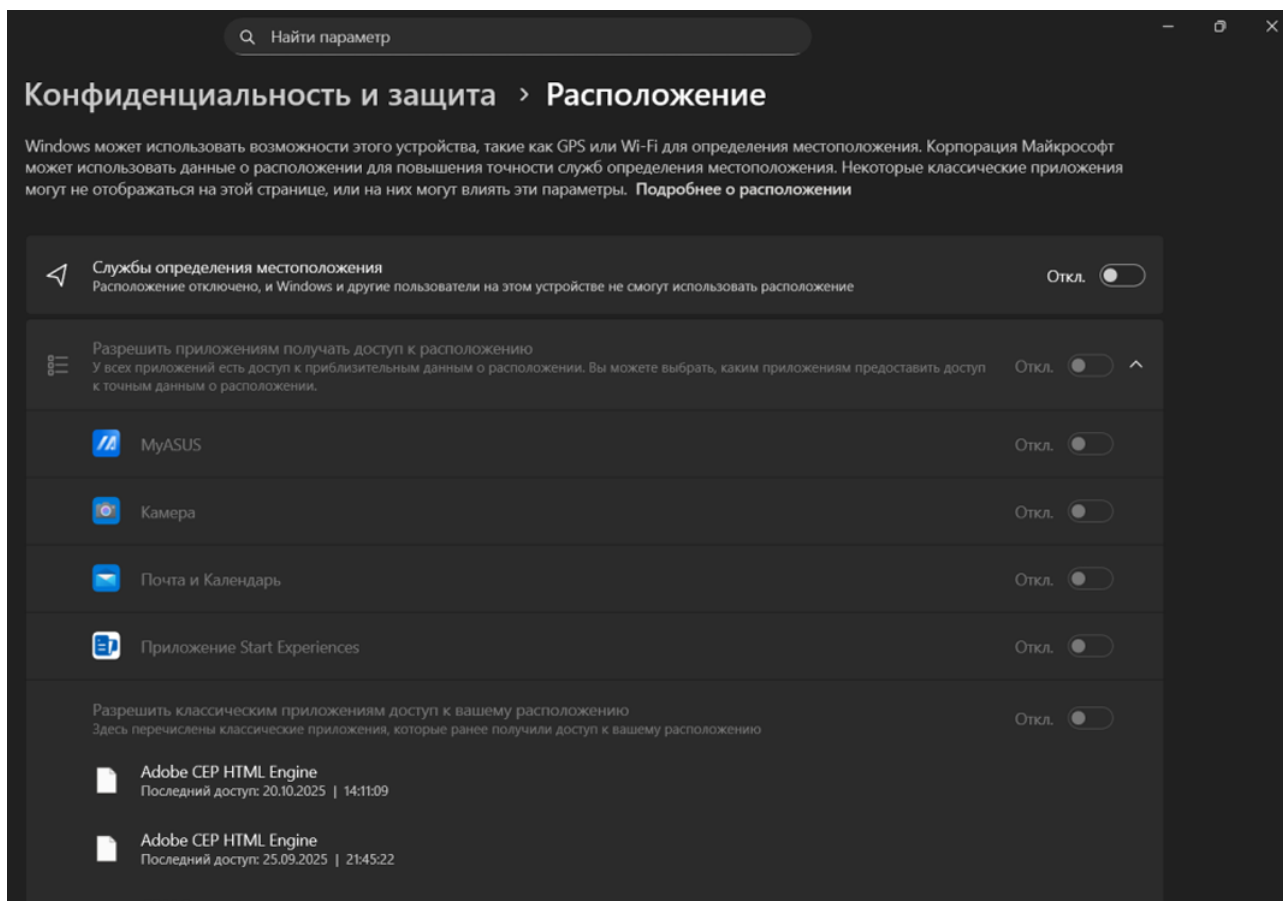 Найти параметр
Конфиденциальность и защита > Расположение
Windows может использовать возможности этого устройства, такие как GPS или Wi-Fi для определения местоположения. Корпорация Майкрософт
может использовать данные о расположении для повышения точности служб определения местоположения. Некоторые классические приложения
могут не отображаться на этой странице, или на них могут влиять эти параметры. Подробнее о расположении
Службы определения местоположения
Расположение отключено, и Windows и другие пользователи на этом устройстве не смогут использовать расположение
Откл.
Разрешить приложениям получать доступ к расположению
У всех приложений есть доступ к приблизительным данным о расположении. Вы можете выбрать, каким приложениям предоставить доступ
к точным данным о расположении.
Откл.
MyASUS
Откл.
Камера
Откл.
Почта и Календарь
Откл.
Приложение Start Experiences
Откл.
Разрешить классическим приложениям доступ к вашему расположению
Здесь перечислены классические приложения, которые ранее получили доступ к вашему расположению
Откл.
Adobe CEP HTML Engine
Последний доступ: 20.10.2025 | 14:11:09
Adobe CEP HTML Engine
Последний доступ: 25.09.2025 | 21:45:22